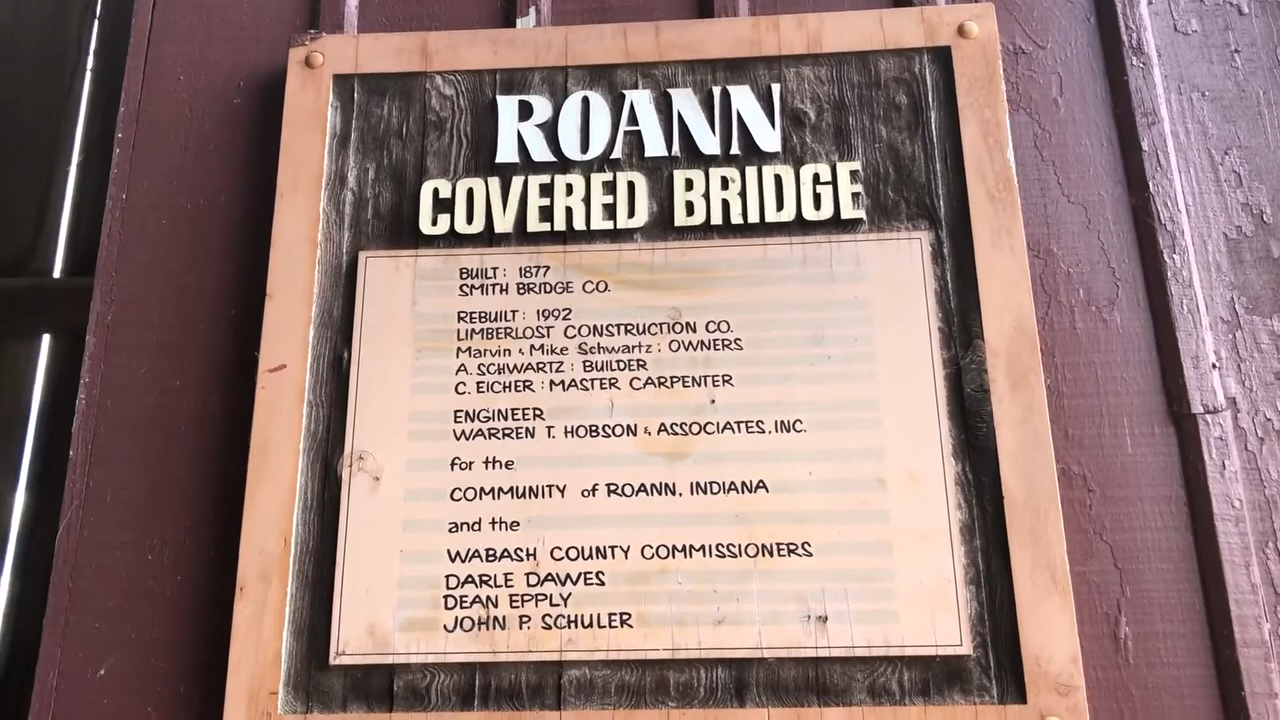 ROANN
COVERED BRIDGE
BUILT: 1877
SMITH BRIDGE CO.
REBUILT: 1992
LIMBERLOST CONSTRUCTION CO.
Marvin & Mike Schwartz: OWNERS
A. SCHWARTZ: BUILDER
C. EICHER: MASTER CARPENTER
ENGINEER
WARREN T. HOBSON & ASSOCIATES, INC.
for the
COMMUNITY of ROANN, INDIANA
and the
WABASH COUNTY COMMISSIONERS
DARLE DAWES
DEAN EPPLY
JOHN P. SCHULER